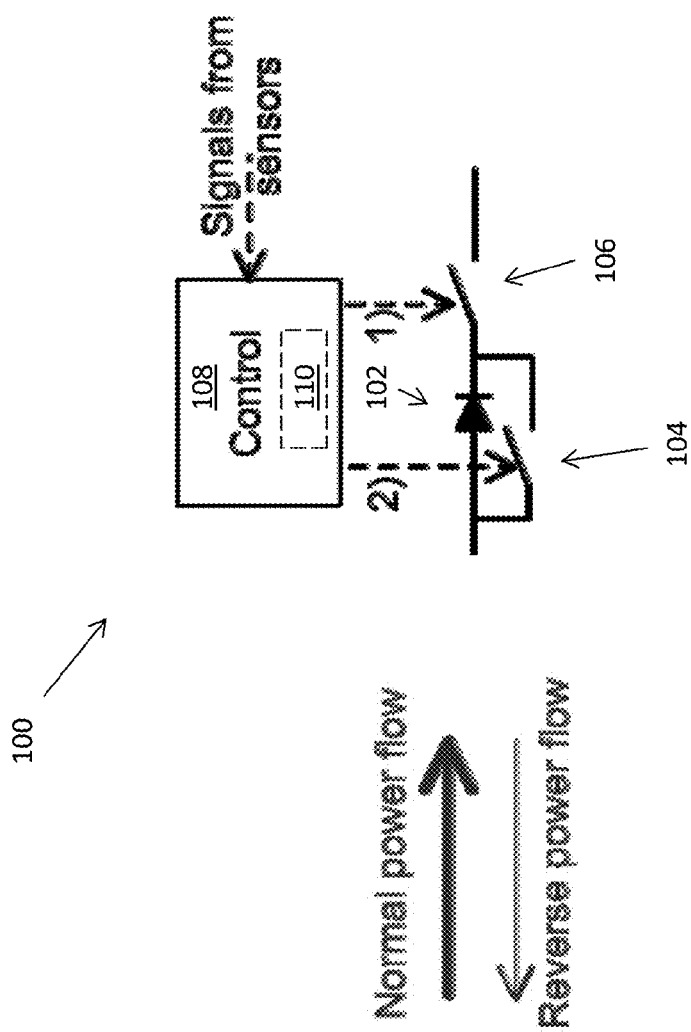 100
Signals from
sensors
108
Control
110
1)
2)
102
106
104
Normal power flow
Reverse power flow